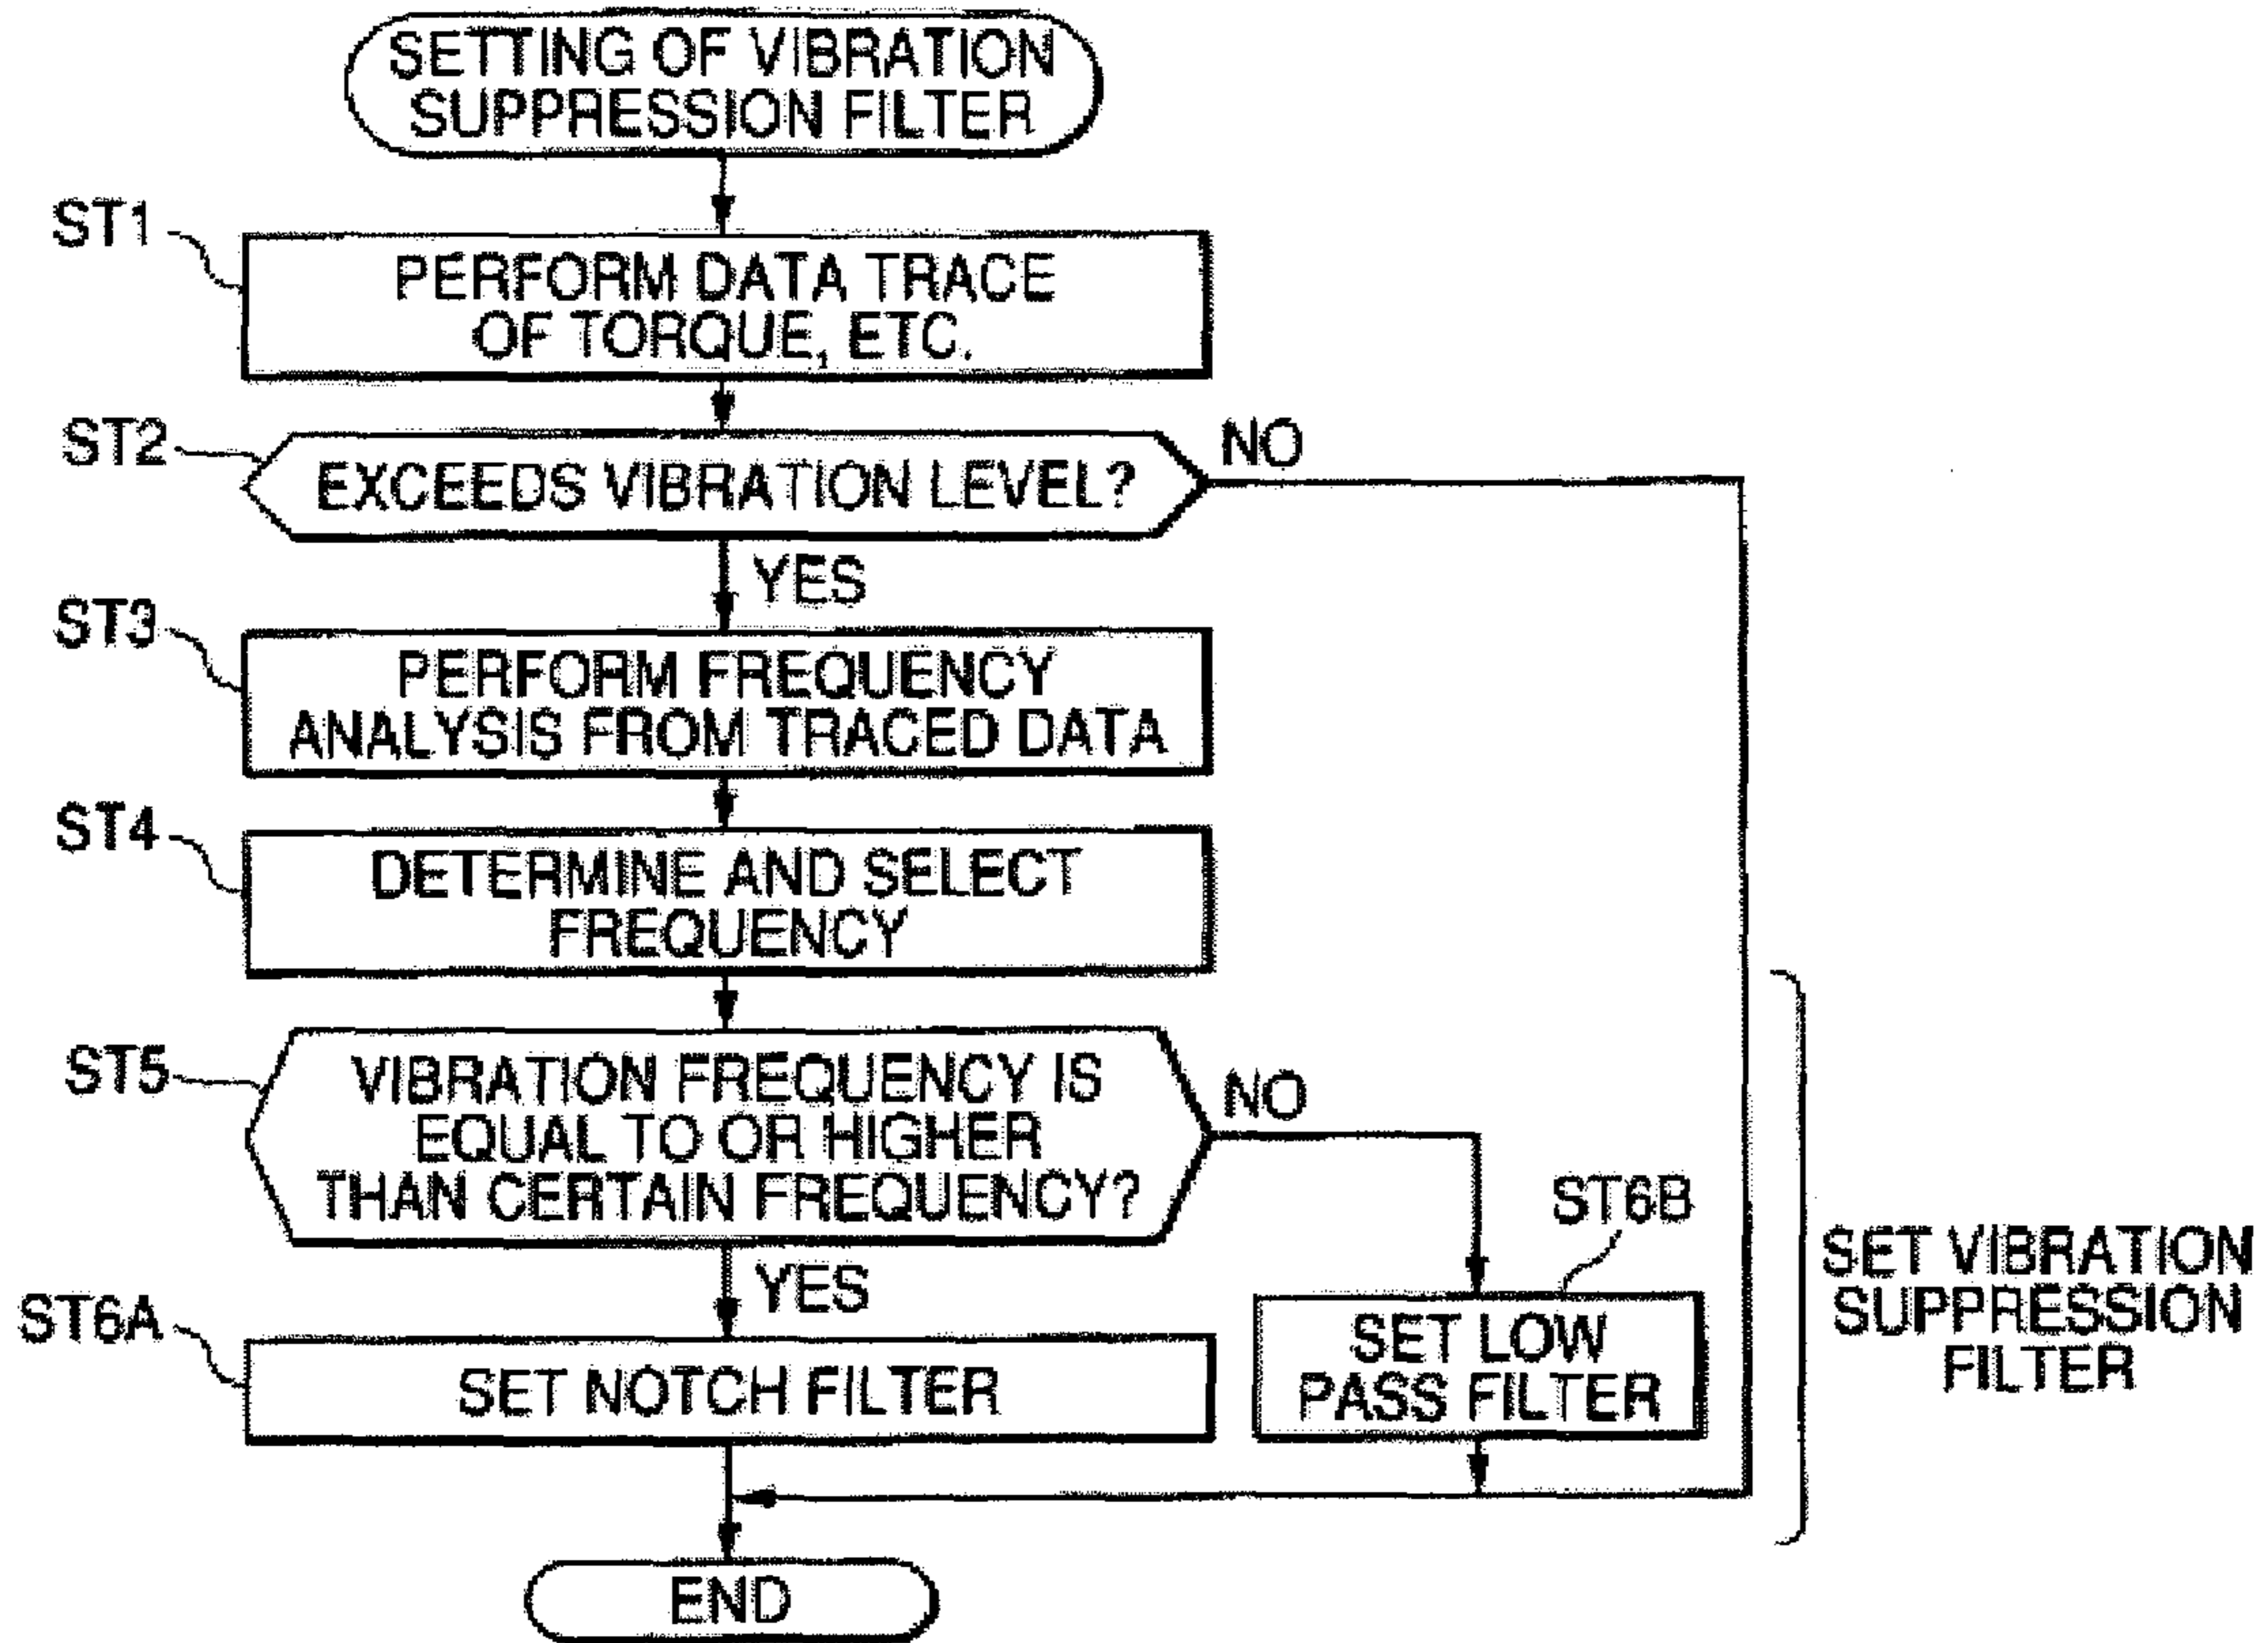 SETTING OF VIBRATION
SUPPRESSION FILTER
ST1
PERFORM DATA TRACE
OF TORQUE, ETC.
ST2
EXCEEDS VIBRATION LEVEL?
NO
YES
ST3
PERFORM FREQUENCY
ANALYSIS FROM TRACED DATA
ST4
DETERMINE AND SELECT
FREQUENCY
ST5
VIBRATION FREQUENCY IS
EQUAL TO OR HIGHER
THAN CERTAIN FREQUENCY?
NO
YES
ST6A
SET NOTCH FILTER
ST6B
SET LOW
PASS FILTER
SET VIBRATION
SUPPRESSION
FILTER
END